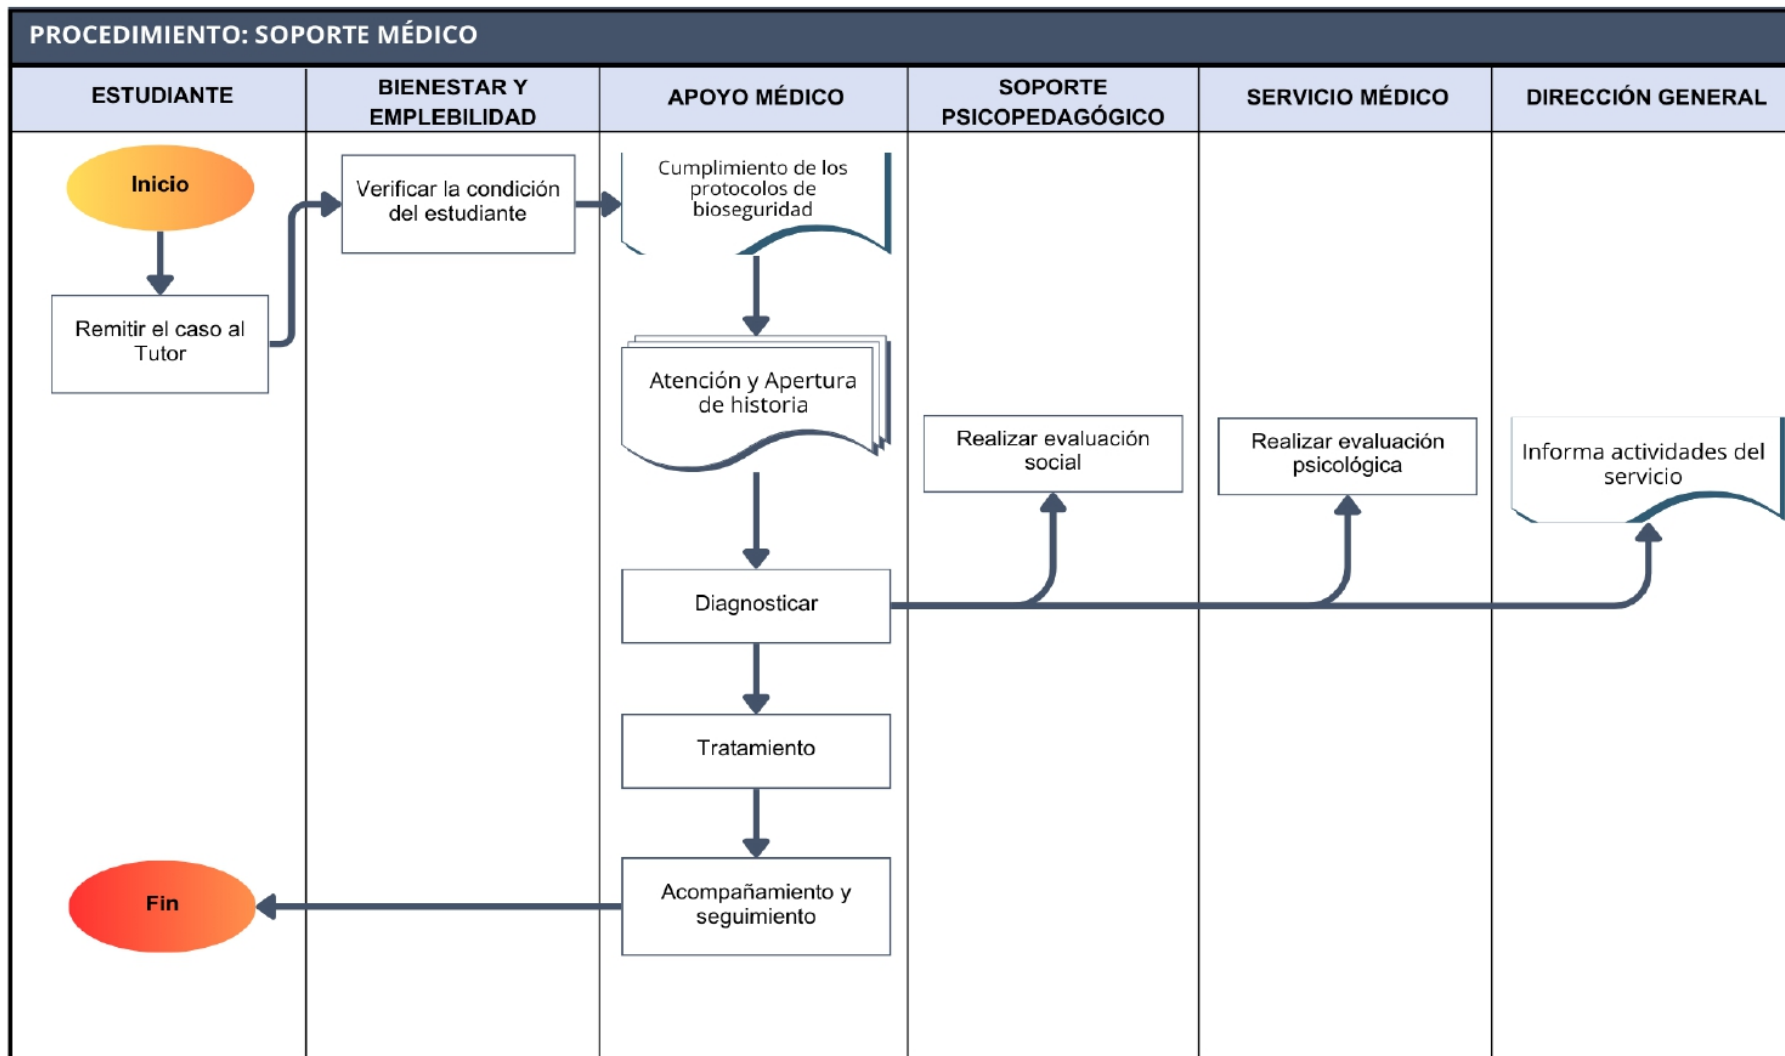 PROCEDIMIENTO: SOPORTE MÉDICO
ESTUDIANTE
BIENESTAR Y
EMPLEBILIDAD
APOYO MÉDICO
SOPORTE
PSICOPEDAGÓGICO
SERVICIO MÉDICO
DIRECCIÓN GENERAL
Inicio
Remitir el caso al
Tutor
Verificar la condición
del estudiante
Cumplimiento de los
protocolos de
bioseguridad
Atención y Apertura
de historia
Realizar evaluación
social
Realizar evaluación
psicológica
Informa actividades del
servicio
Diagnosticar
Tratamiento
Acompañamiento y
seguimiento
Fin